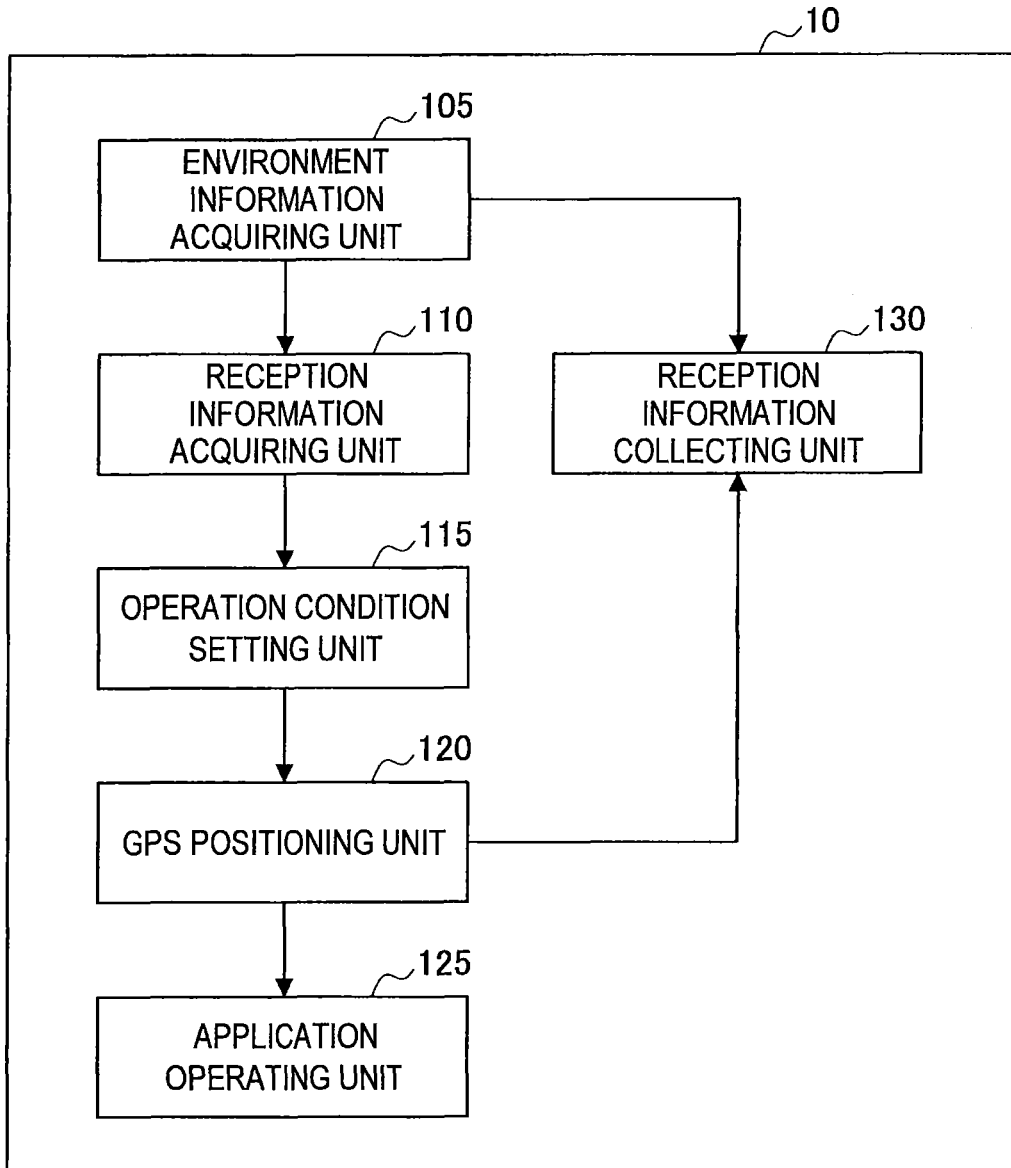 10
105
ENVIRONMENT
INFORMATION
ACQUIRING UNIT
110
RECEPTION
INFORMATION
ACQUIRING UNIT
130
RECEPTION
INFORMATION
COLLECTING UNIT
115
OPERATION CONDITION
SETTING UNIT
120
GPS POSITIONING UNIT
125
APPLICATION
OPERATING UNIT